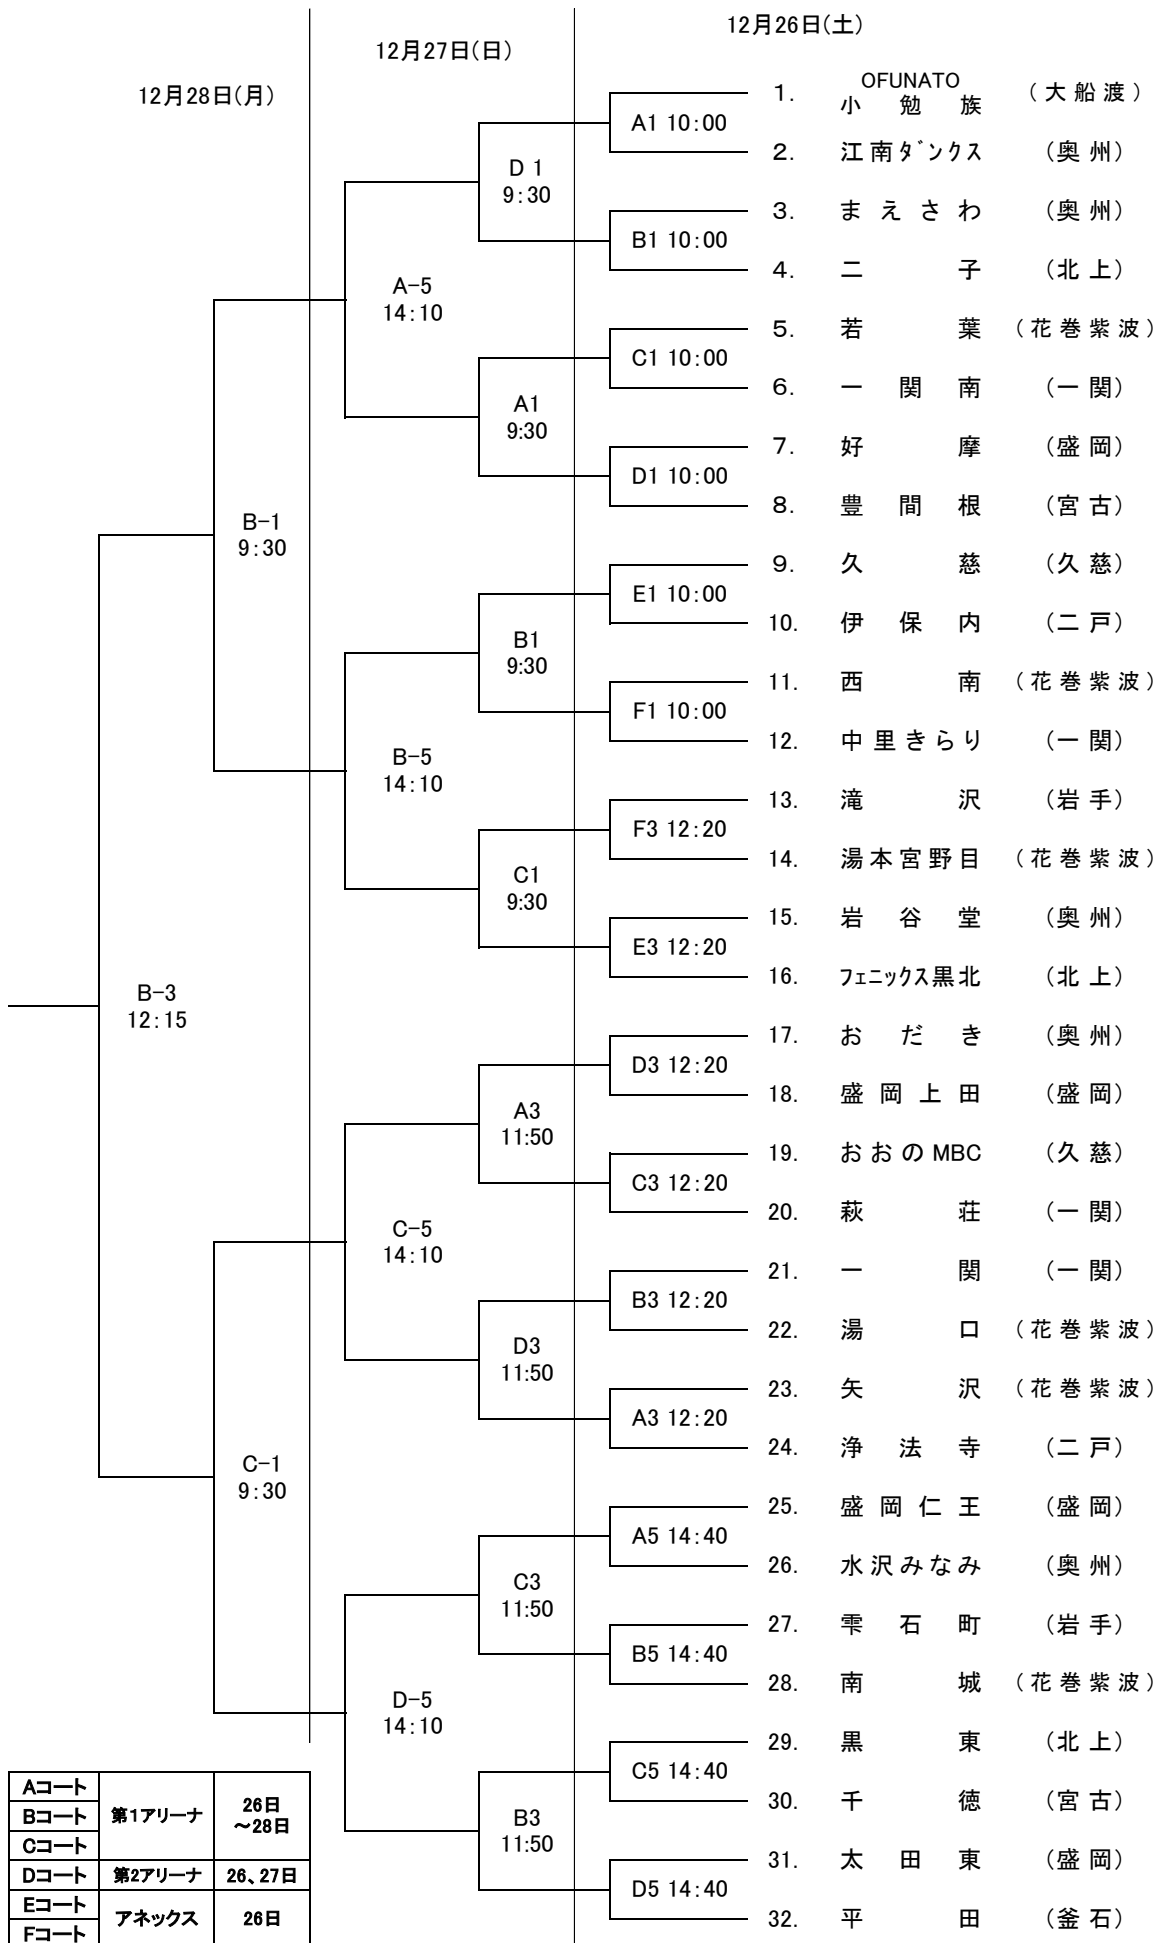 12月26日(土)
12月27日(日)
12月28日(月)
1. OFUNATO 小勉族 (大船渡)
A1 10:00
2. 江南ﾀﾞﾝｸｽ (奥州)
D 1
9:30
3. まえさわ (奥州)
B1 10:00
4. 二子 (北上)
A-5
14:10
5. 若葉 (花巻紫波)
C1 10:00
6. 一関南 (一関)
A1
9:30
7. 好摩 (盛岡)
D1 10:00
8. 豊間根 (宮古)
B-1
9:30
9. 久慈 (久慈)
E1 10:00
10. 伊保内 (二戸)
B1
9:30
11. 西南 (花巻紫波)
F1 10:00
12. 中里きらり (一関)
B-5
14:10
13. 滝沢 (岩手)
F3 12:20
14. 湯本宮野目 (花巻紫波)
C1
9:30
15. 岩谷堂 (奥州)
E3 12:20
16. ﾌｪﾆｯｸｽ黒北 (北上)
B-3
12:15
17. おだき (奥州)
D3 12:20
18. 盛岡上田 (盛岡)
A3
11:50
19. おおのMBC (久慈)
C3 12:20
20. 萩荘 (一関)
C-5
14:10
21. 一関 (一関)
B3 12:20
22. 湯口 (花巻紫波)
D3
11:50
23. 矢沢 (花巻紫波)
A3 12:20
24. 浄法寺 (二戸)
C-1
9:30
25. 盛岡仁王 (盛岡)
A5 14:40
26. 水沢みなみ (奥州)
C3
11:50
27. 雫石町 (岩手)
B5 14:40
28. 南城 (花巻紫波)
D-5
14:10
29. 黒東 (北上)
C5 14:40
30. 千徳 (宮古)
B3
11:50
31. 太田東 (盛岡)
D5 14:40
32. 平田 (釜石)
Aコート
Bコート 第1アリーナ 26日
～28日
Cコート
Dコート 第2アリーナ 26、27日
Eコート
アネックス 26日
Fコート